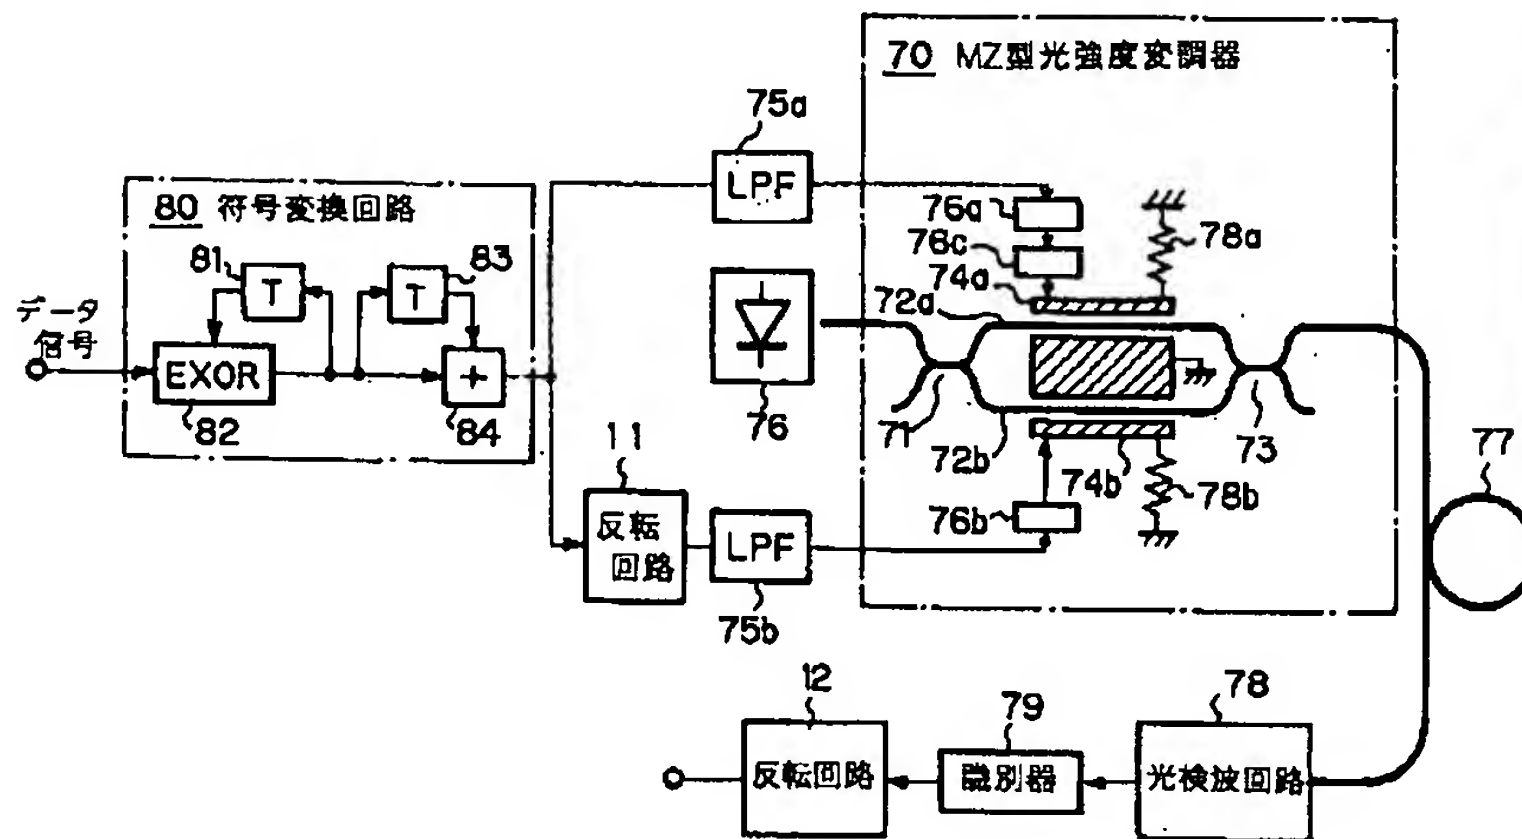 70 MZ型光強度変調器
75a
LPF
80 符号変換回路
76a
76c
78a
74a
81
T
83
T
72a
データ
信号
EXOR
+
82
84
76
71
73
72b
74b
78b
77
11
反転
回路
LPF
76b
75b
12
79
78
反転回路
識別器
光検波回路